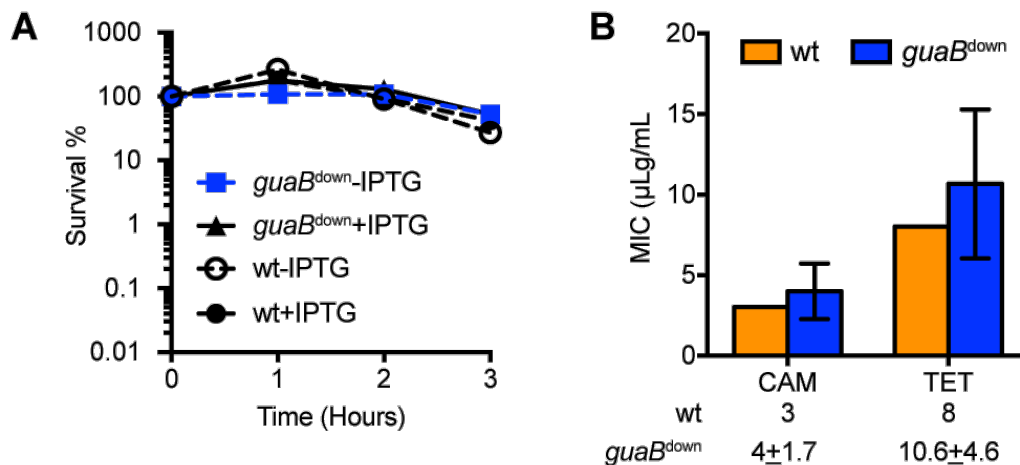 A
Survival %
1000
100
10
1
0.1
0.01
guaBdown-IPTG
guaBdown+IPTG
wt-IPTG
wt+IPTG
0 1 2 3
Time (Hours)
B
wt guaBdown
MIC (µLg/mL)
20
15
10
5
0
CAM TET
wt 3 8
guaBdown 4±1.7 10.6±4.6